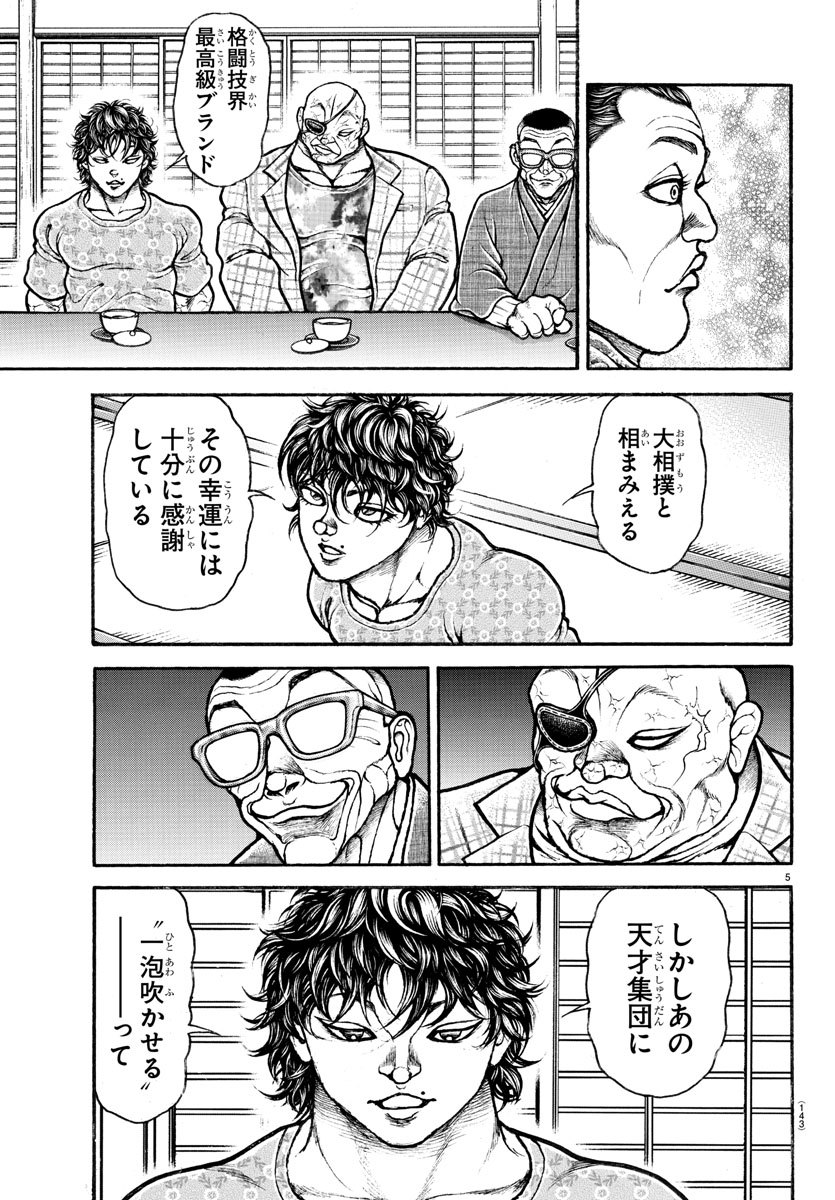 格闘技界
最高級ブランド
大相撲と
相まみえる
その幸運には
十分に感謝
している
しかしあの
天才集団に
――
〝一泡吹かせる〟
って
5
(143)